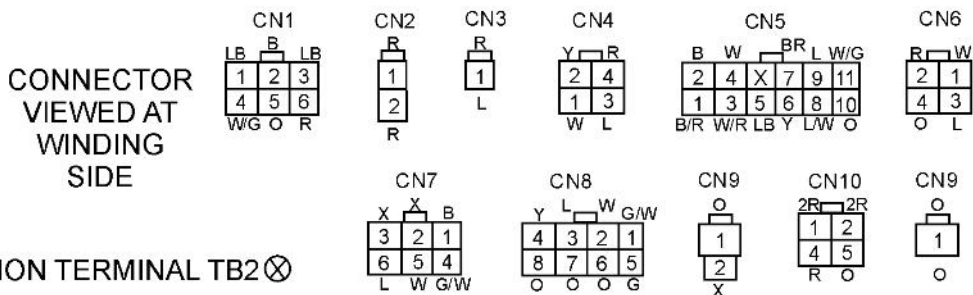 CN1 CN2 CN3 CN4 CN5 CN6
B R R BR
LB LB Y R B W L W/G R W
CONNECTOR
VIEWED AT
WINDING
SIDE
1 2 3 1 1 2 4 2 4 X 7 9 11 2 1
4 5 6 2 1 3 1 3 5 6 8 10 4 3
W/G O R R L W L B/R W/R LB Y L/W O O L
CN7 CN8 CN9 CN10 CN9
X X B Y L W G/W O 2R 2R O
3 2 1 4 3 2 1 1 1 2 1
6 5 4 8 7 6 5 2 4 5
L W G/W O O O G X R O O
ION TERMINAL TB2